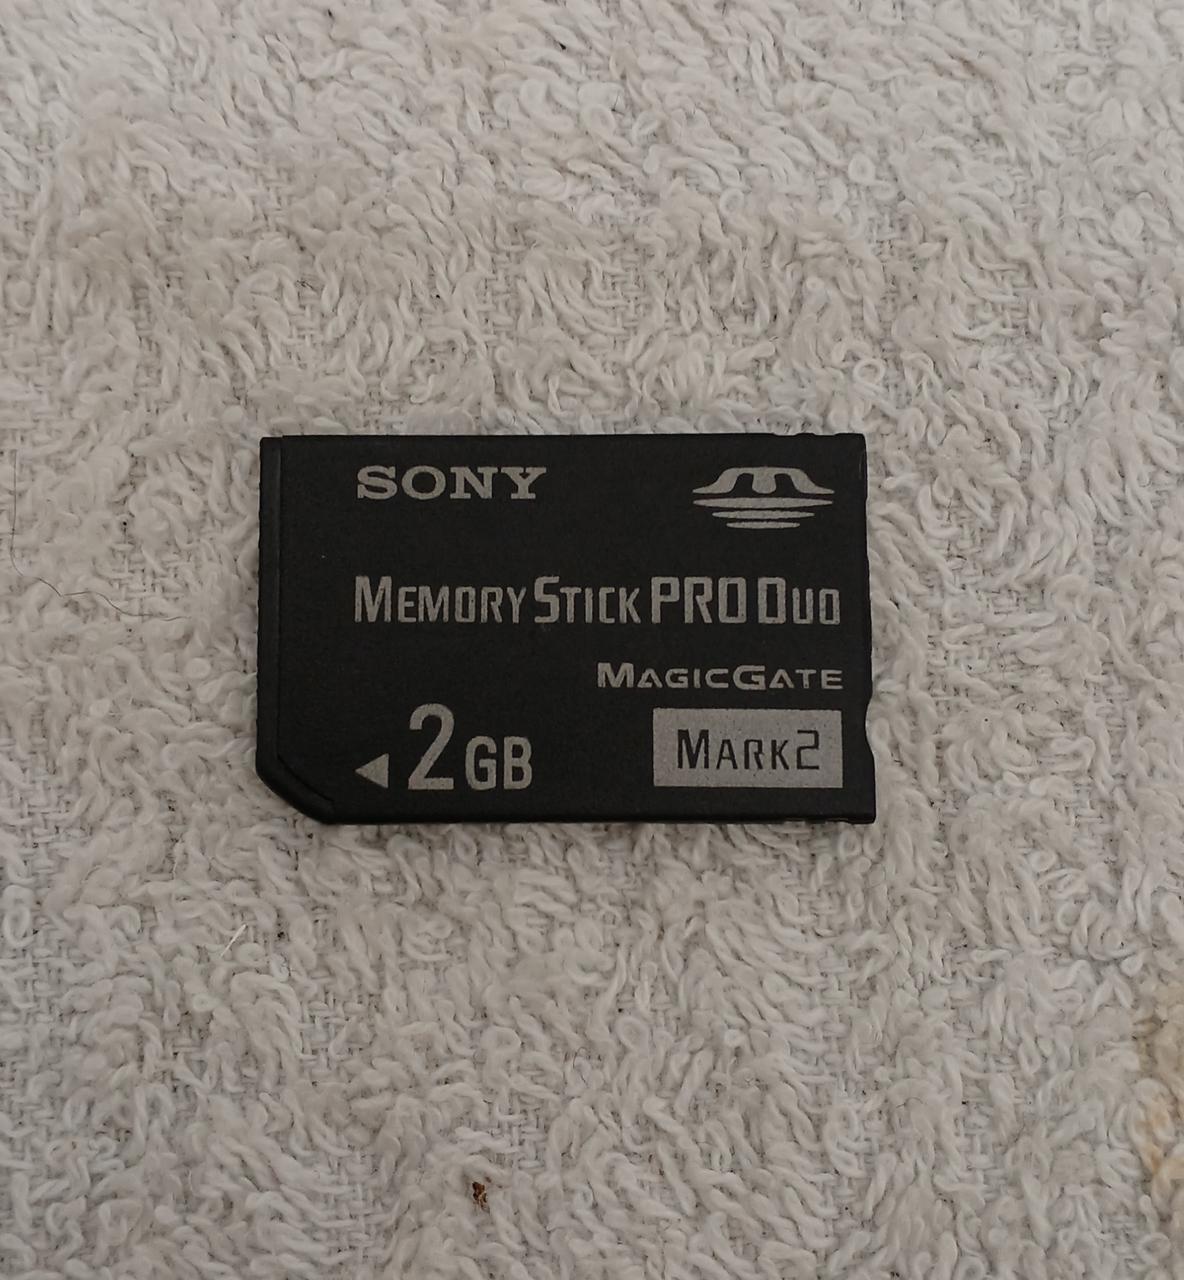 SONY
MEMORY STICK PRO DUO
MAGICGATE
2GB
MARK2